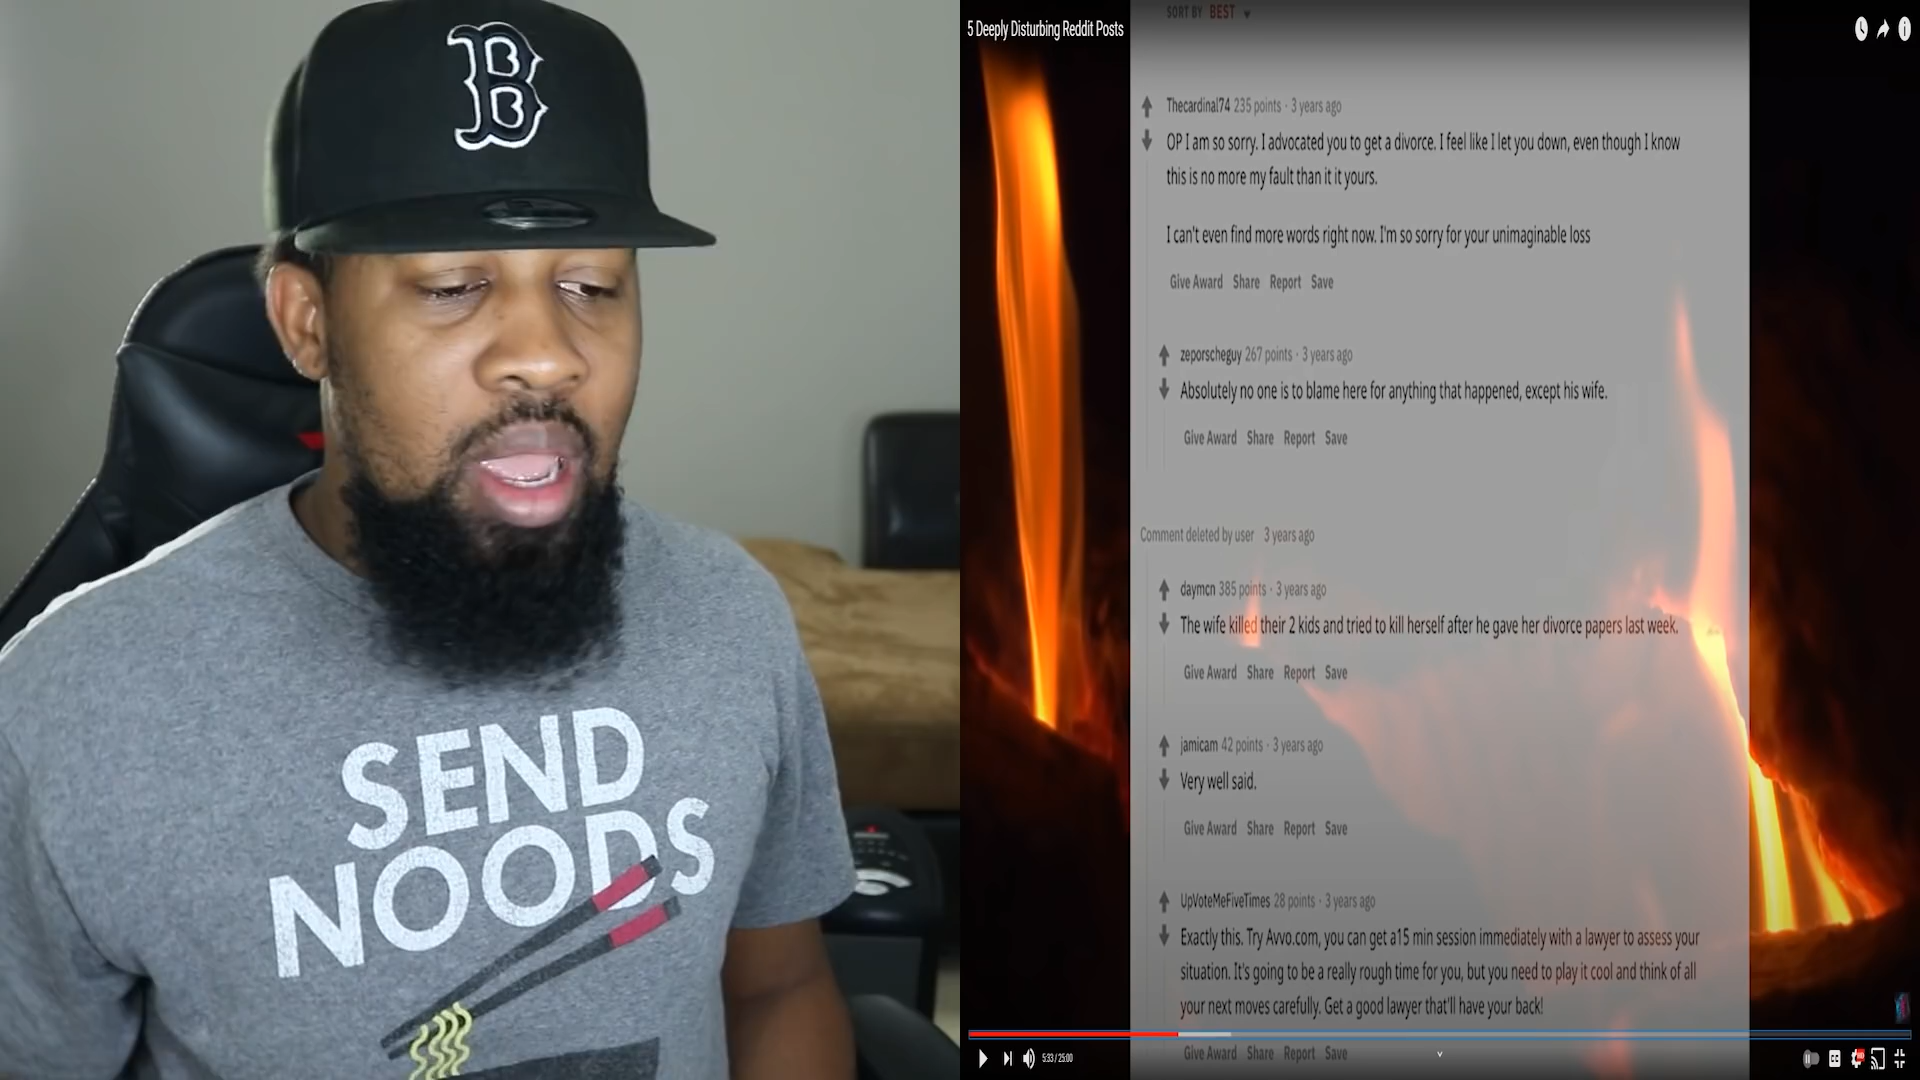 B
SEND
NOODS
5 Deeply Disturbing Reddit Posts
SORT BY BEST
Thecardinal74 235 points · 3 years ago
OP I am so sorry. I advocated you to get a divorce. I feel like I let you down, even though I know
this is no more my fault than it it yours.
I can't even find more words right now. I'm so sorry for your unimaginable loss
Give Award Share Report Save
zeporscheguy 267 points · 3 years ago
Absolutely no one is to blame here for anything that happened, except his wife.
Give Award Share Report Save
Comment deleted by user 3 years ago
daymcn 385 points · 3 years ago
The wife killed their 2 kids and tried to kill herself after he gave her divorce papers last week.
Give Award Share Report Save
jamicam 42 points · 3 years ago
Very well said.
Give Award Share Report Save
UpVoteMeFiveTimes 28 points · 3 years ago
Exactly this. Try Avvo.com, you can get a15 min session immediately with a lawyer to assess your
situation. It's going to be a really rough time for you, but you need to play it cool and think of all
your next moves carefully. Get a good lawyer that'll have your back!
Give Award Share Report Save
5:33 / 25:00